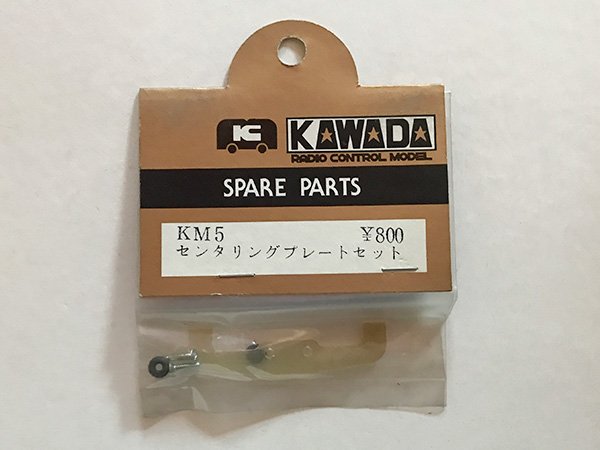 K KAWADA
RADIO CONTROL MODEL
SPARE PARTS
KM5 ¥800
センタリングプレートセット